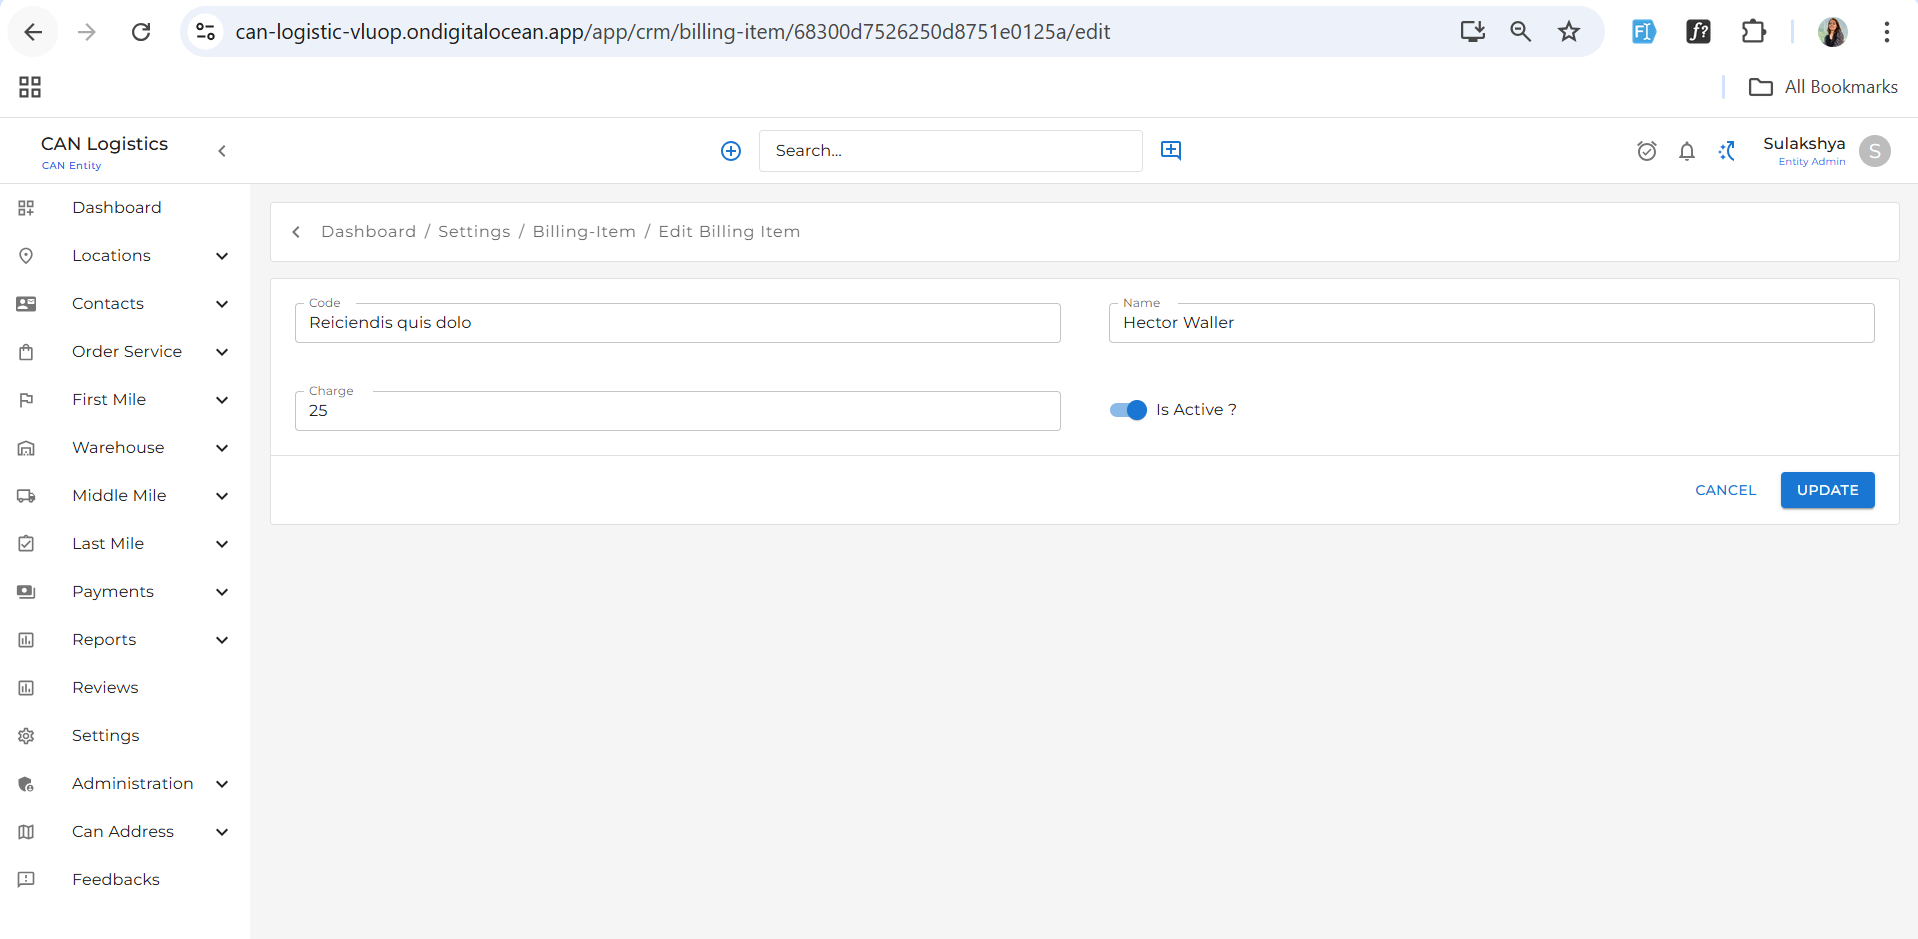 can-logistic-vluop.ondigitalocean.app/app/crm/billing-item/68300d7526250d8751e0125a/edit
All Bookmarks
CAN Logistics
CAN Entity
Search...
Sulakshya
Entity Admin
S
Dashboard
Locations
Contacts
Order Service
First Mile
Warehouse
Middle Mile
Last Mile
Payments
Reports
Reviews
Settings
Administration
Can Address
Feedbacks
Dashboard / Settings / Billing-Item / Edit Billing Item
Code
Reiciendis quis dolo
Name
Hector Waller
Charge
25
Is Active ?
CANCEL
UPDATE